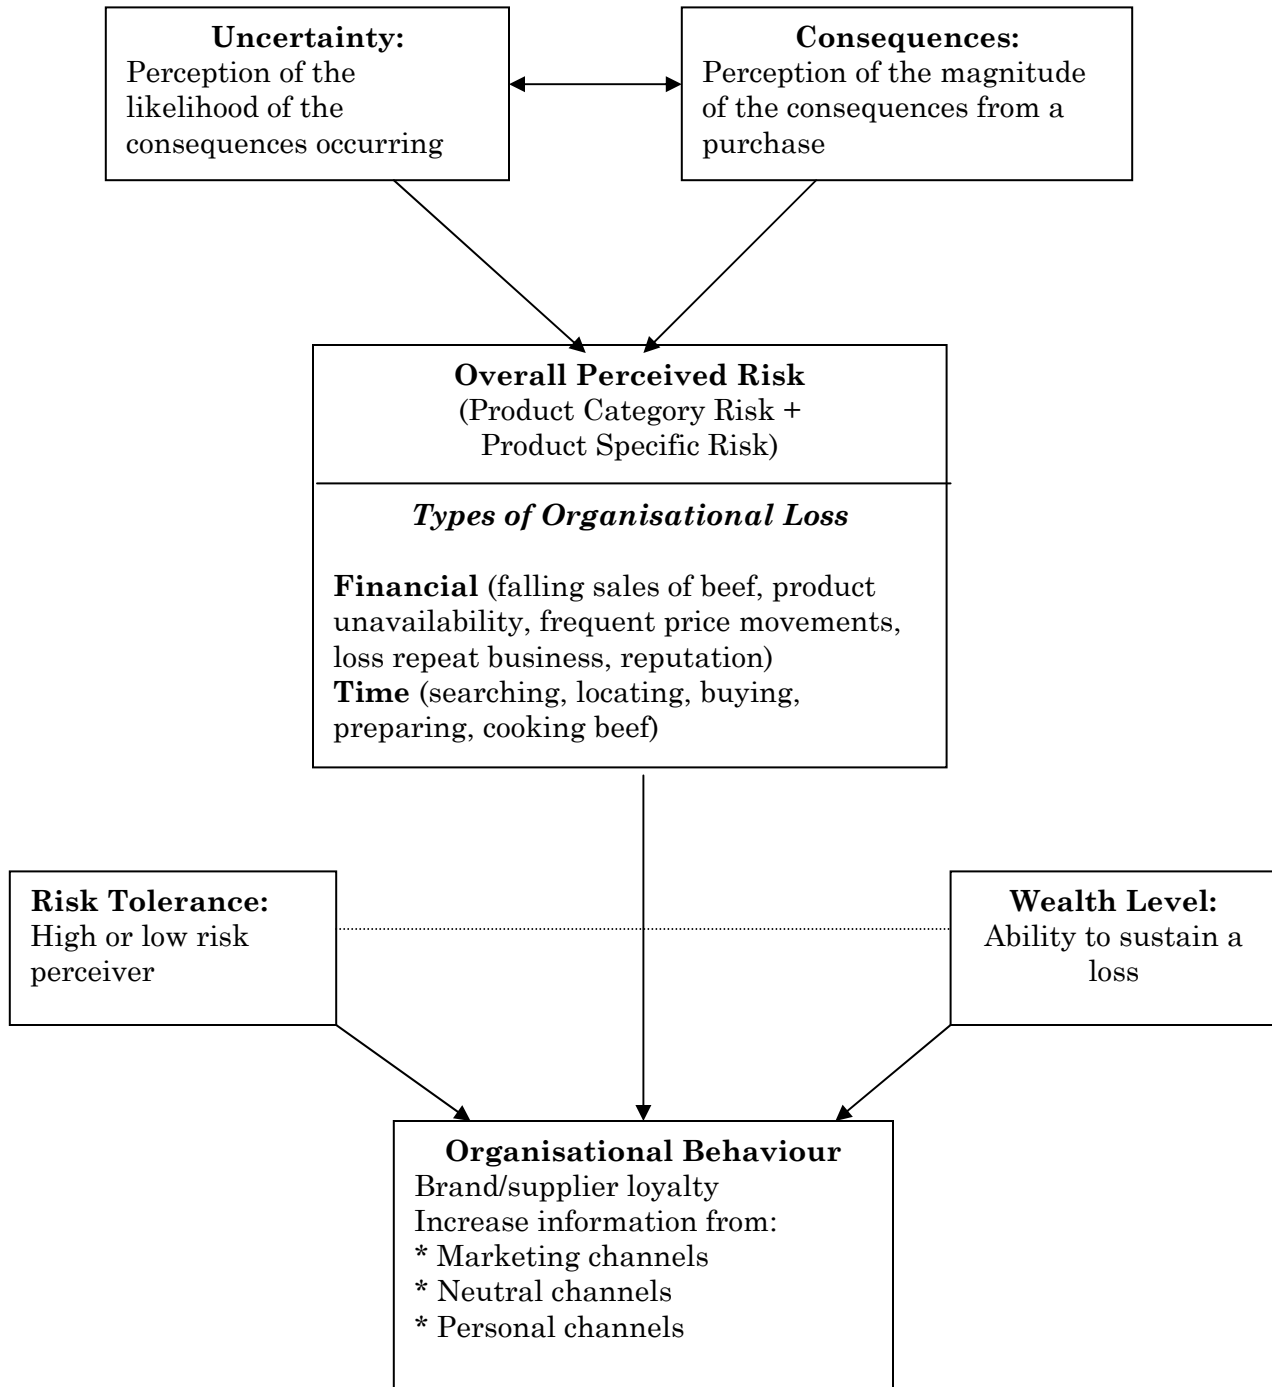 Uncertainty:
Perception of the
likelihood of the
consequences occurring
Consequences:
Perception of the magnitude
of the consequences from a
purchase
Overall Perceived Risk
(Product Category Risk +
Product Specific Risk)
Types of Organisational Loss
Financial (falling sales of beef, product
unavailability, frequent price movements,
loss repeat business, reputation)
Time (searching, locating, buying,
preparing, cooking beef)
Risk Tolerance:
High or low risk
perceiver
Wealth Level:
Ability to sustain a
loss
Organisational Behaviour
Brand/supplier loyalty
Increase information from:
* Marketing channels
* Neutral channels
* Personal channels